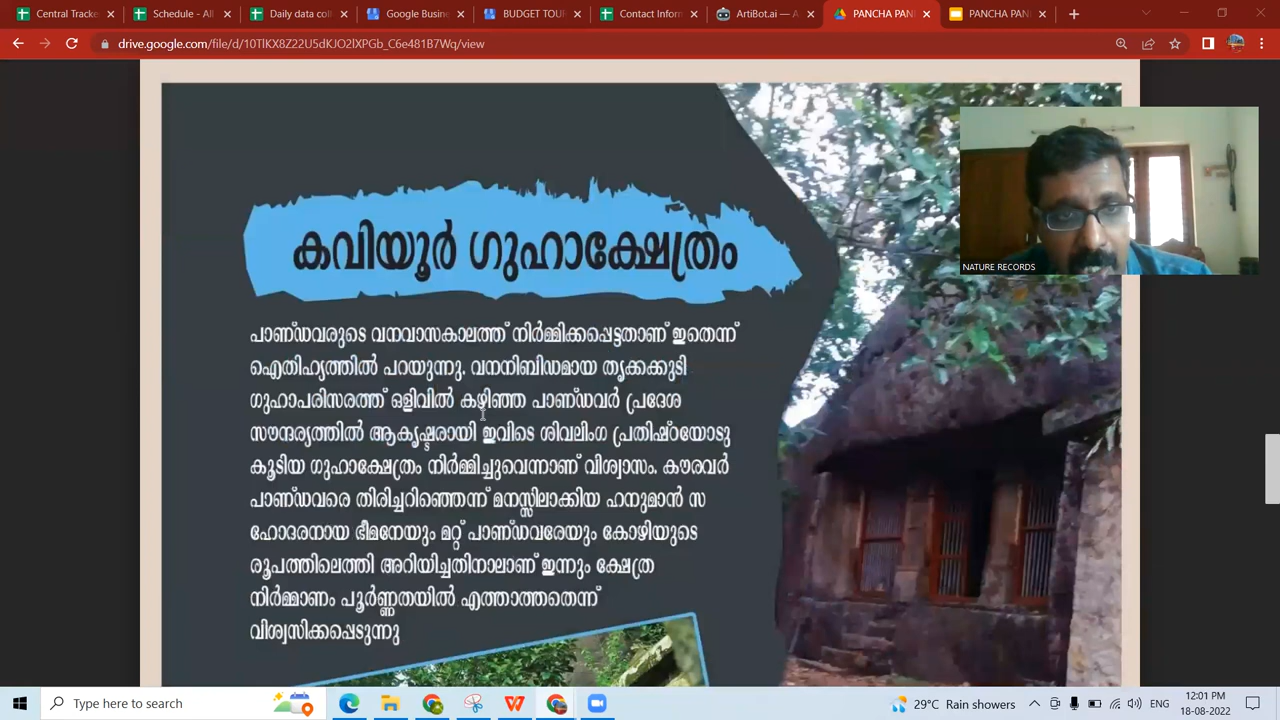 Central Tracke
Schedule - All
Daily data coll
Google Busin
BUDGET TOUR
Contact Inform
ArtiBot.ai — A
PANCHA PAN
PANCHA PAN
drive.google.com/file/d/10TlKX8Z22U5dKJO2lXPGb_C6e481B7Wq/view
NATURE RECORDS
കവിയൂർ ഗുഹാക്ഷേത്രം
പാണ്ഡവരുടെ വനവാസകാലത്ത് നിർമ്മിക്കപ്പെട്ടതാണ് ഇതെന്ന്
ഐതിഹ്യത്തിൽ പറയുന്നു. വനനിബിഡമായ തൃക്കക്കുടി
ഗുഹാപരിസരത്ത് ഒളിവിൽ കഴിഞ്ഞ പാണ്ഡവർ പ്രദേശ
സൗന്ദര്യത്തിൽ ആകൃഷ്ടരായി ഇവിടെ ശിവലിംഗ പ്രതിഷ്ഠയോടു
കൂടിയ ഗുഹാക്ഷേത്രം നിർമ്മിച്ചുവെന്നാണ് വിശ്വാസം. കൗരവർ
പാണ്ഡവരെ തിരിച്ചറിഞ്ഞെന്ന് മനസ്സിലാക്കിയ ഹനുമാൻ സ
ഹോദരനായ ഭീമനേയും മറ്റ് പാണ്ഡവരേയും കോഴിയുടെ
രൂപത്തിലെത്തി അറിയിച്ചതിനാലാണ് ഇന്നും ക്ഷേത്ര
നിർമ്മാണം പൂർണ്ണതയിൽ എത്താത്തതെന്ന്
വിശ്വസിക്കപ്പെടുന്നു
Type here to search
29°C Rain showers
ENG
12:01 PM
18-08-2022